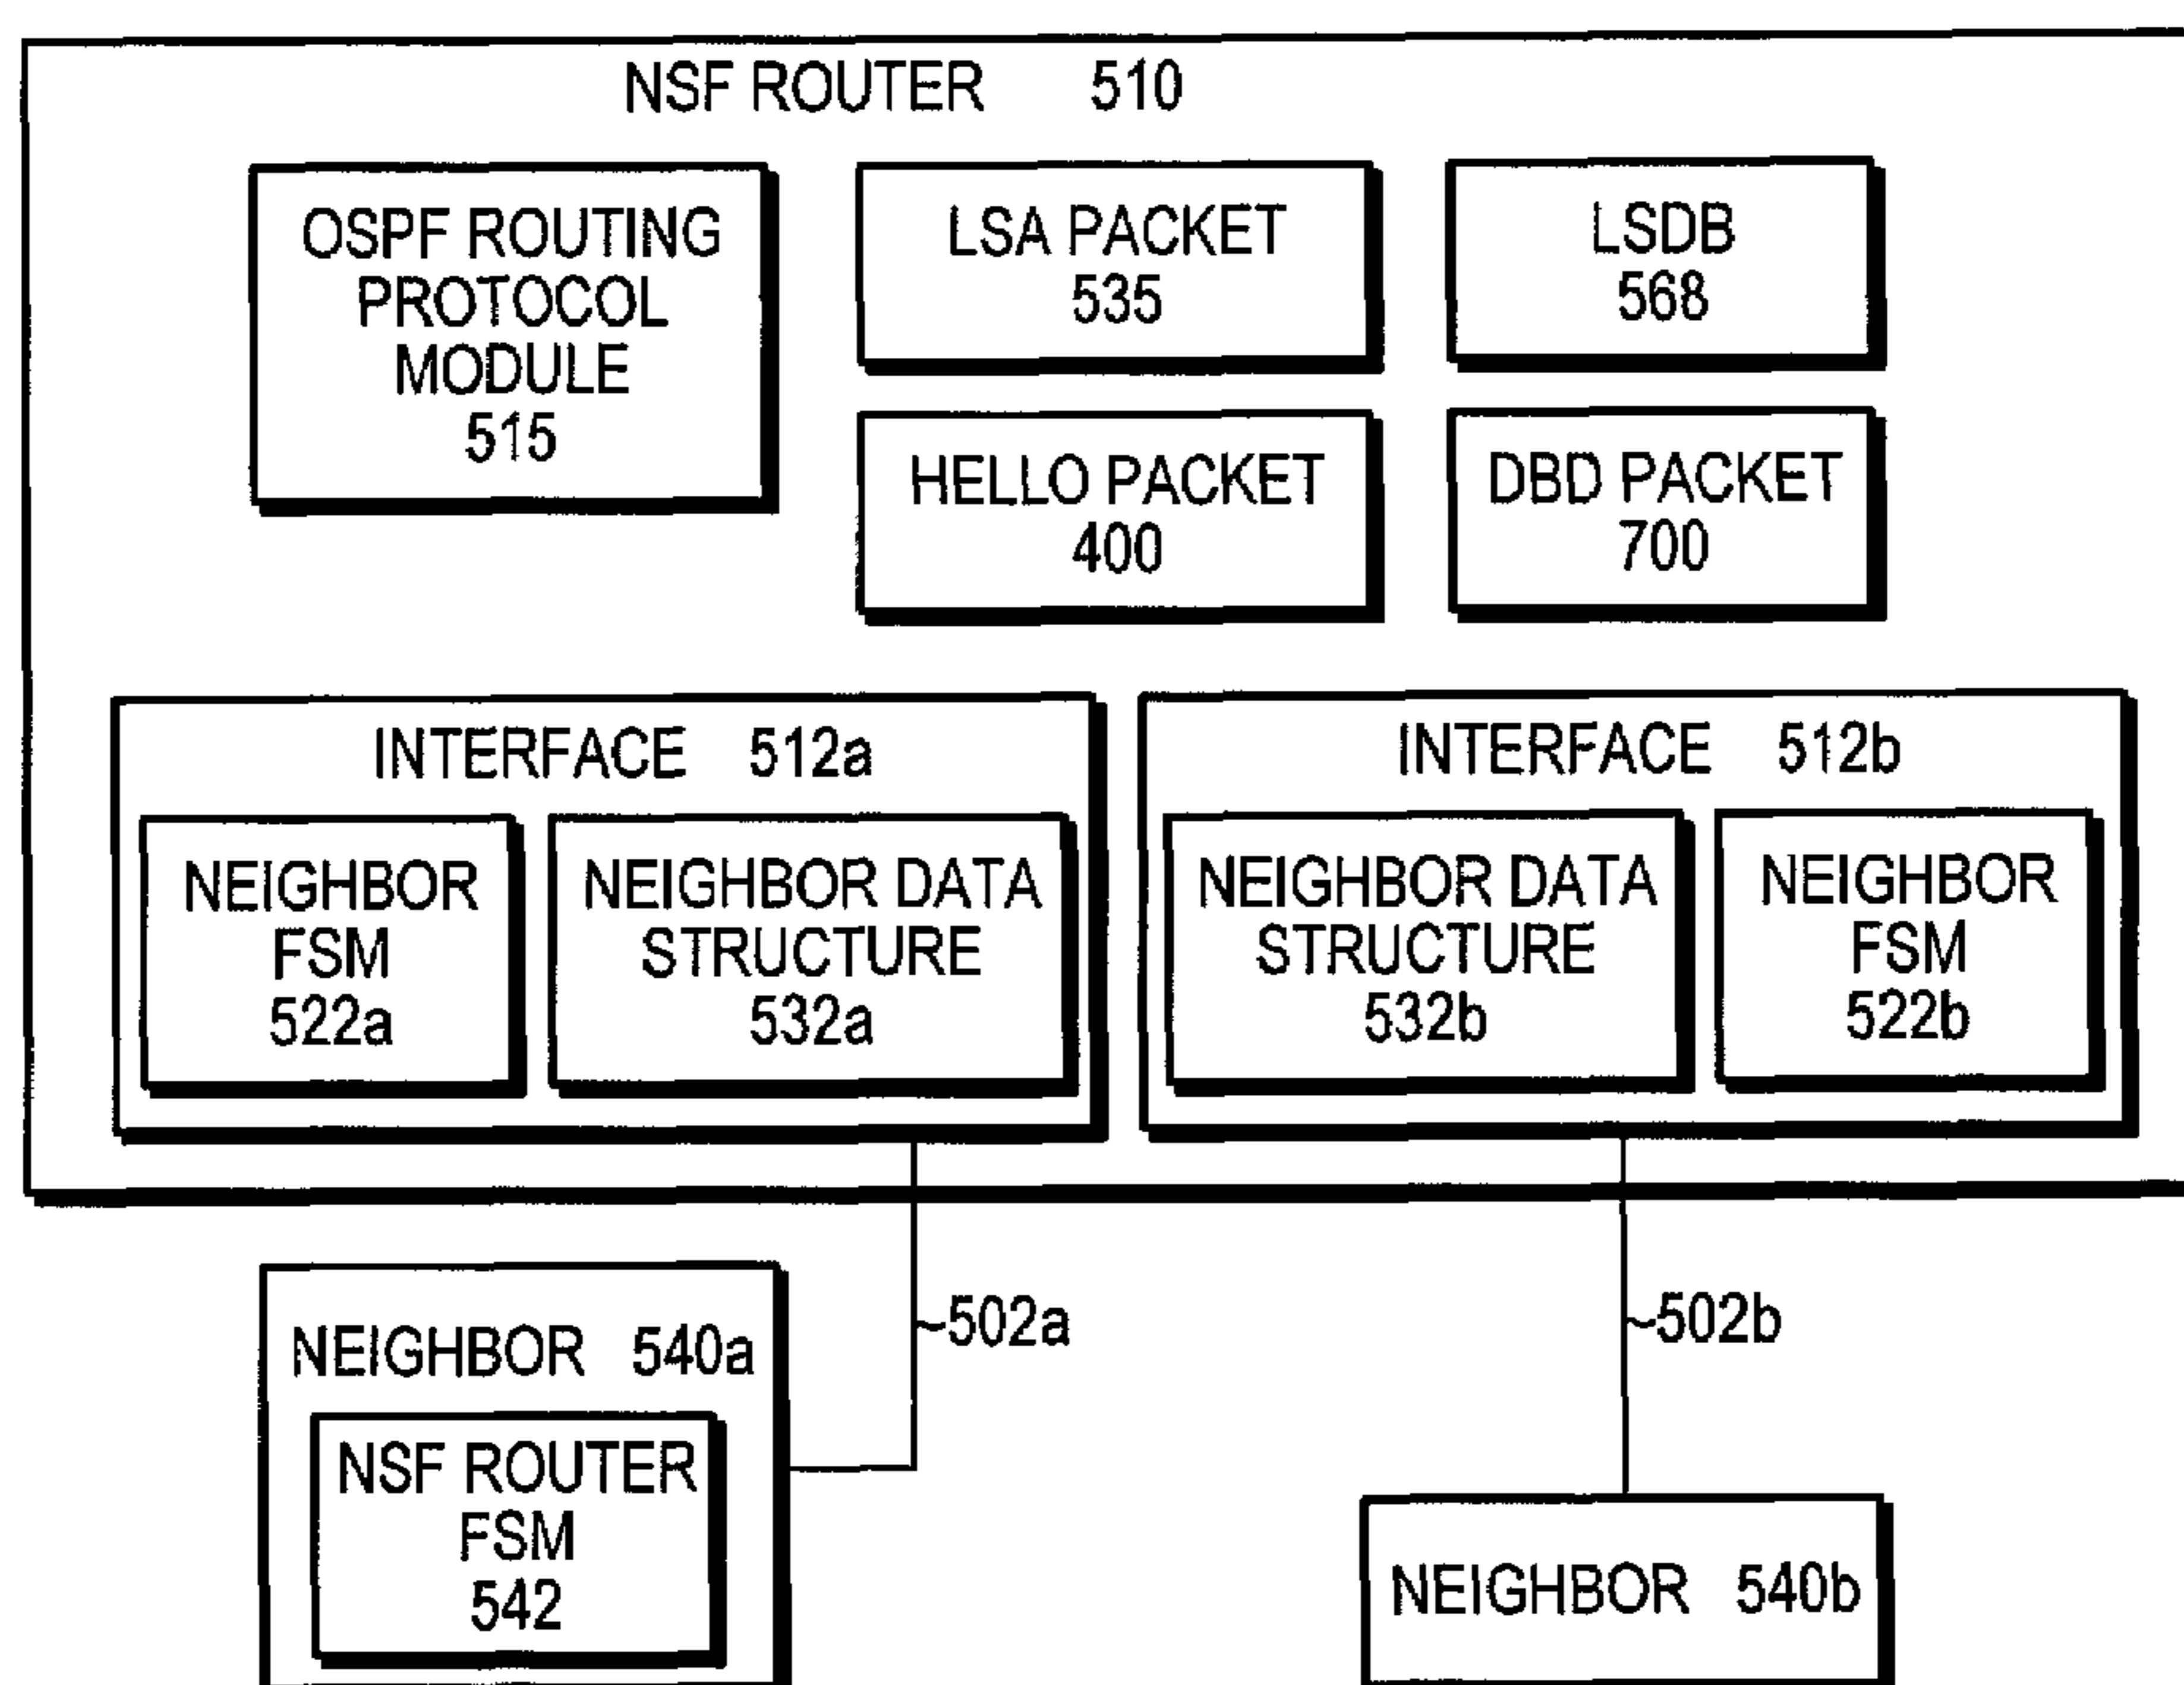 NSF ROUTER 510
OSPF ROUTING
PROTOCOL
MODULE
515
LSA PACKET
535
LSDB
568
HELLO PACKET
400
DBD PACKET
700
INTERFACE 512a
NEIGHBOR
FSM
522a
NEIGHBOR DATA
STRUCTURE
532a
INTERFACE 512b
NEIGHBOR DATA
STRUCTURE
532b
NEIGHBOR
FSM
522b
502a
502b
NEIGHBOR 540a
NSF ROUTER
FSM
542
NEIGHBOR 540b